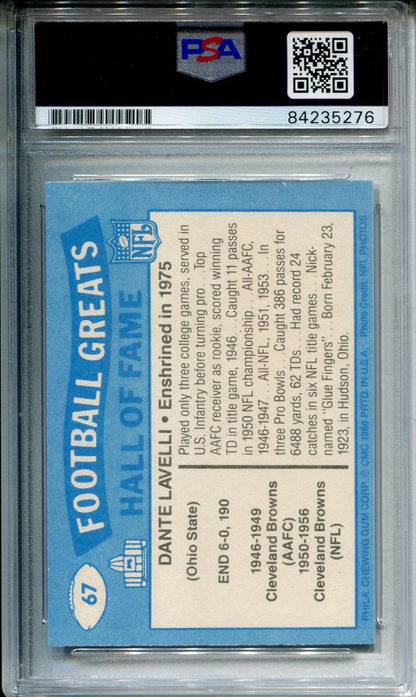 PSA
84235276
67
FOOTBALL GREATS
HALL OF FAME
NFL
DANTE LAVELLI • Enshrined in 1975
(Ohio State)
END 6-0, 190
1946-1949
Cleveland Browns
(AAFC)
1950-1956
Cleveland Browns
(NFL)
Played only three college games, served in
U.S. Infantry before turning pro. . .Top
AAFC receiver as rookie, scored winning
TD in title game, 1946. . .Caught 11 passes
in 1950 NFL championship. . .All-AAFC,
1946-1947. . .All-NFL, 1951, 1953. . .In
three Pro Bowls. . .Caught 386 passes for
6488 yards, 62 TDs. . .Had record 24
catches in six NFL title games. . .Nick-
named "Glue Fingers". . .Born February 23,
1923, in Hudson, Ohio.
PHILA. CHEWING GUM CORP. © CMC 1988 PRTD. IN U.S.A. Photo Credit: NFL PHOTOS